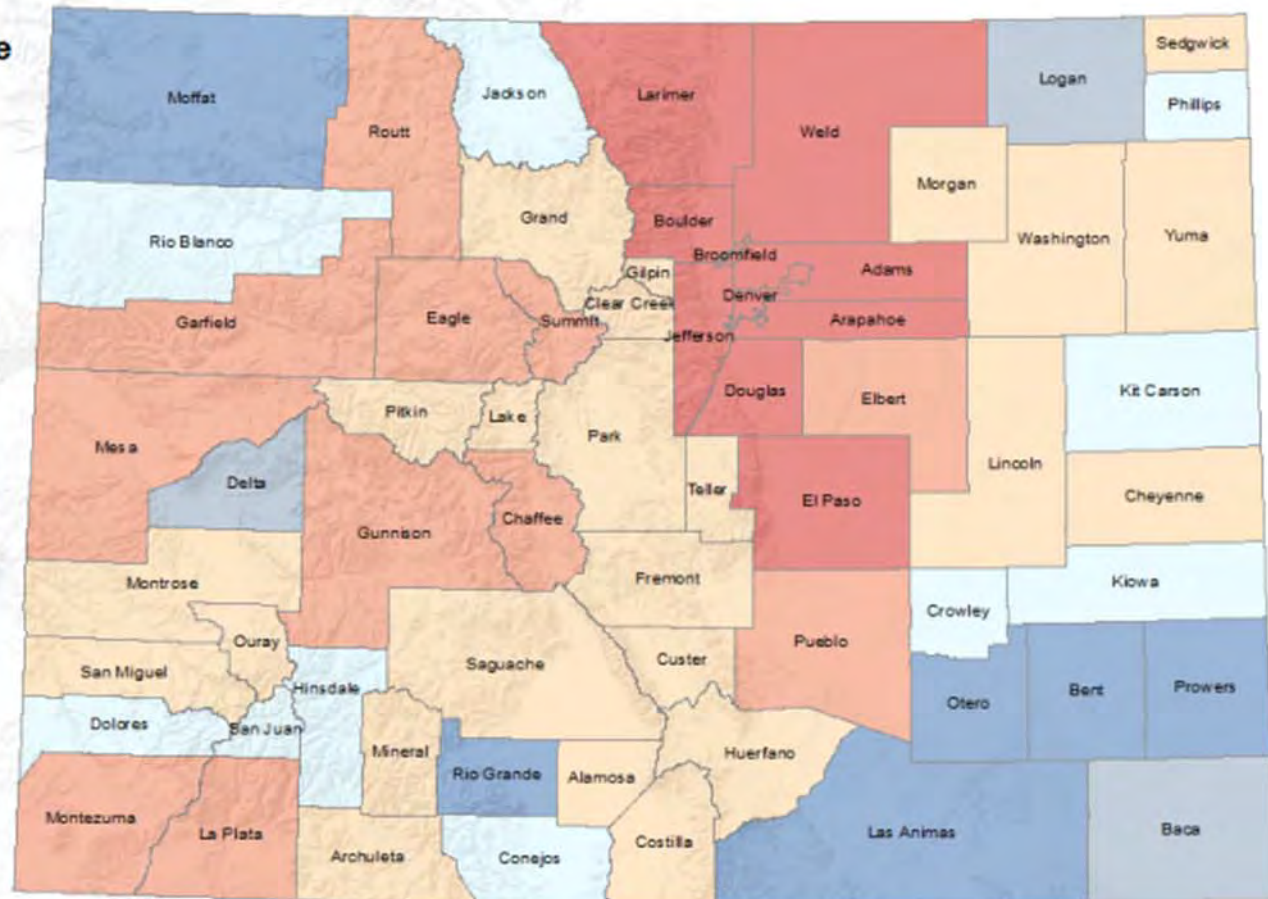 e
Sedgwick
Moffat
Jackson
Larimer
Logan
Phillips
Routt
Weld
Morgan
Grand
Boulder
Rio Blanco
Washington
Yuma
Broomfield
Gilpin
Adams
Denver
Clear Creek
Garfield
Eagle
Summit
Arapahoe
Jefferson
Douglas
Elbert
Kit Carson
Pitkin
Lake
Park
Mesa
Lincoln
Delta
Teller
El Paso
Cheyenne
Chaffee
Gunnison
Fremont
Montrose
Kiowa
Crowley
Ouray
Pueblo
Custer
Saguache
San Miguel
Hinsdale
Prowers
Bent
Otero
Dolores
San Juan
Mineral
Huerfano
Rio Grande
Alamosa
Montezuma
La Plata
Las Animas
Baca
Costilla
Archuleta
Conejos